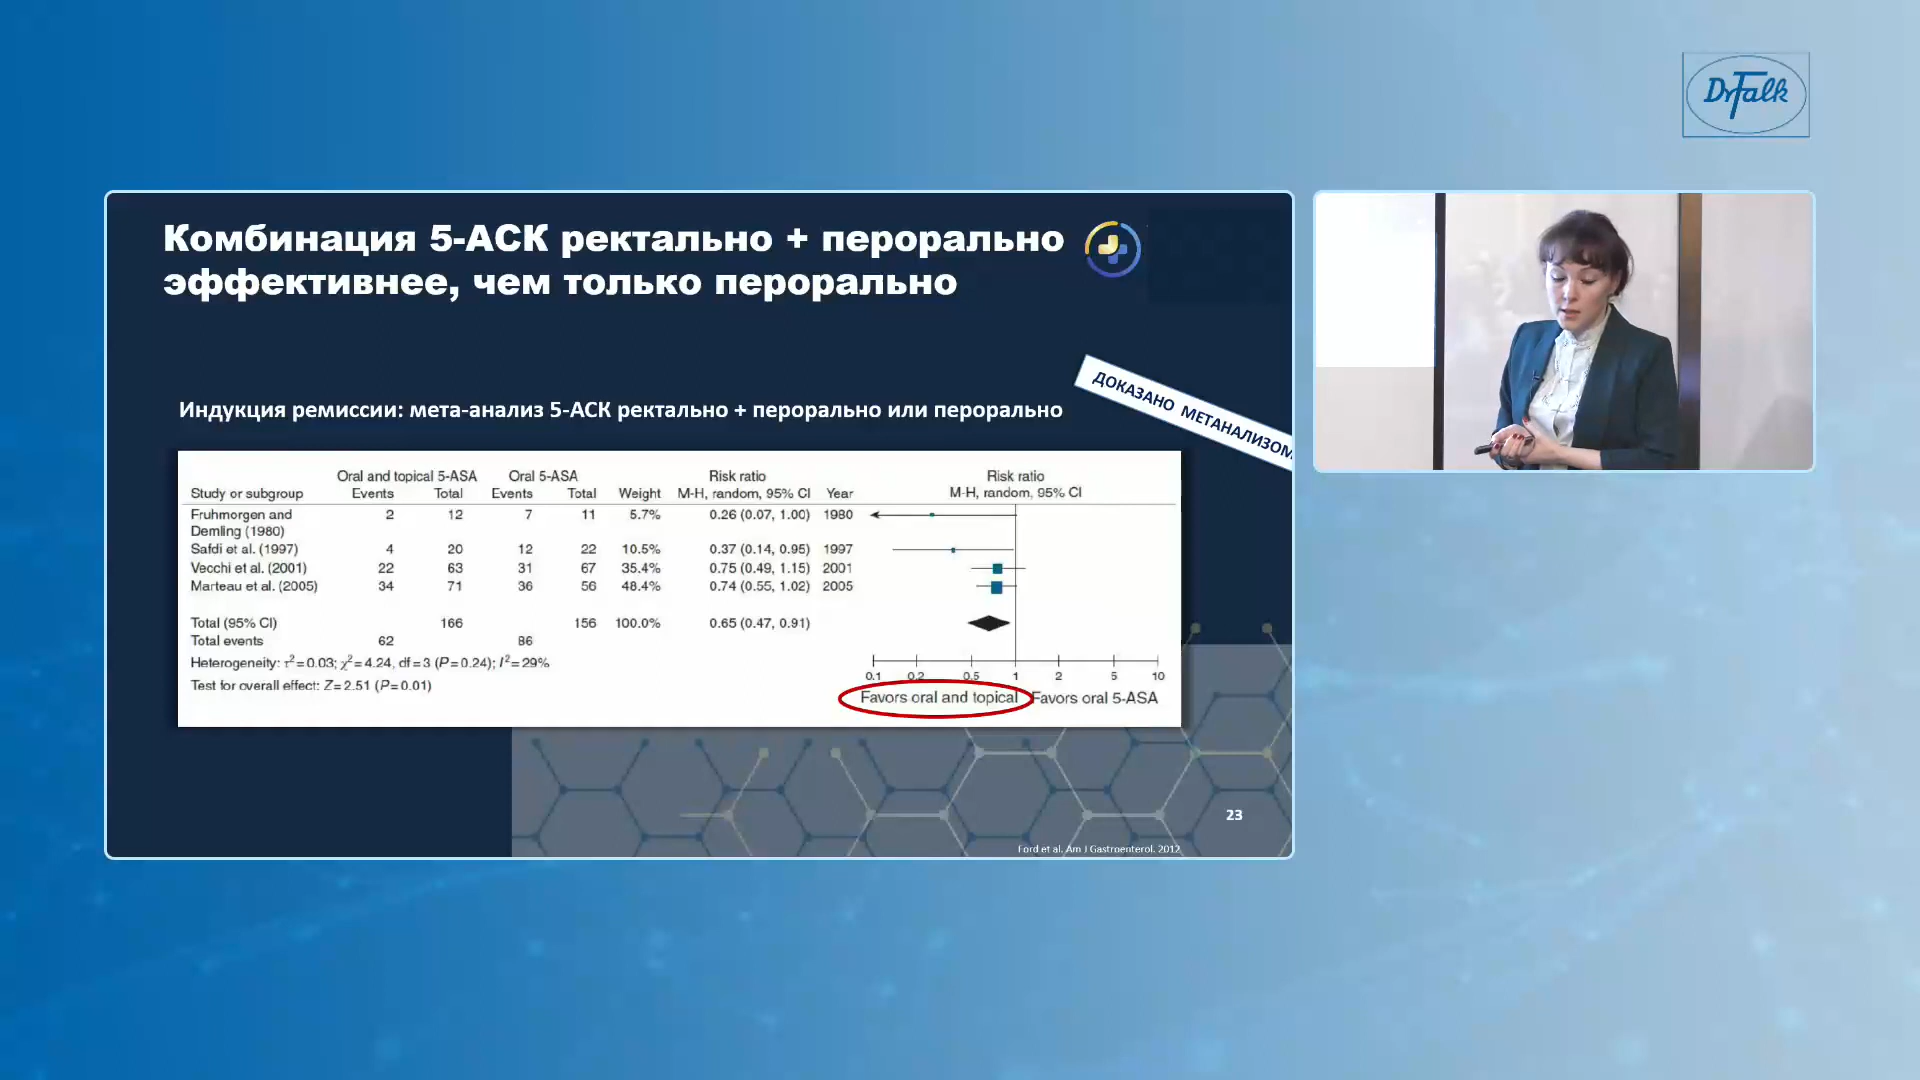 Dr Falk
Комбинация 5-АСК ректально + перорально
эффективнее, чем только перорально
ДОКАЗАНО МЕТАНАЛИЗОМ
Индукция ремиссии: мета-анализ 5-АСК ректально + перорально или перорально
Oral and topical 5-ASA Oral 5-ASA Risk ratio Risk ratio
Study or subgroup Events Total Events Total Weight M-H, random, 95% CI Year M-H, random, 95% CI
Fruhmorgen and 2 12 7 11 5.7% 0.26 (0.07, 1.00) 1980
Demling (1980)
Safdi et al. (1997) 4 20 12 22 10.5% 0.37 (0.14, 0.95) 1997
Vecchi et al. (2001) 22 63 31 67 35.4% 0.75 (0.49, 1.15) 2001
Marteau et al. (2005) 34 71 36 56 48.4% 0.74 (0.55, 1.02) 2005
Total (95% CI) 166 156 100.0% 0.65 (0.47, 0.91)
Total events 62 86
Heterogeneity: τ²=0.03; χ²=4.24, df=3 (P=0.24); I²=29%
Test for overall effect: Z=2.51 (P=0.01)
0.1 0.2 0.5 1 2 5 10
Favors oral and topical Favors oral 5-ASA
23
Ford et al. Am J Gastroenterol. 2012